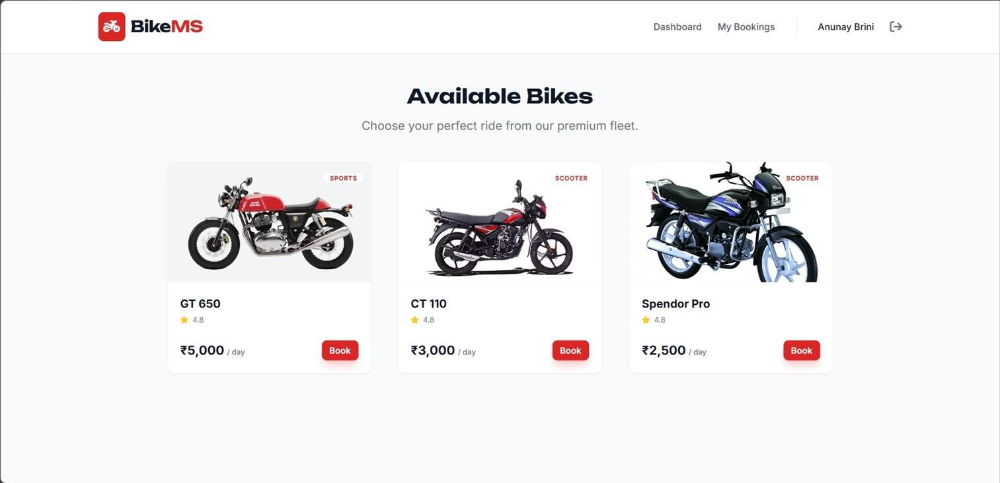 BikeMS
Dashboard
My Bookings
Anunay Brini
Available Bikes
Choose your perfect ride from our premium fleet.
SPORTS
GT 650
4.8
₹5,000 / day
Book
SCOOTER
CT 110
4.8
₹3,000 / day
Book
SCOOTER
Spendor Pro
4.8
₹2,500 / day
Book